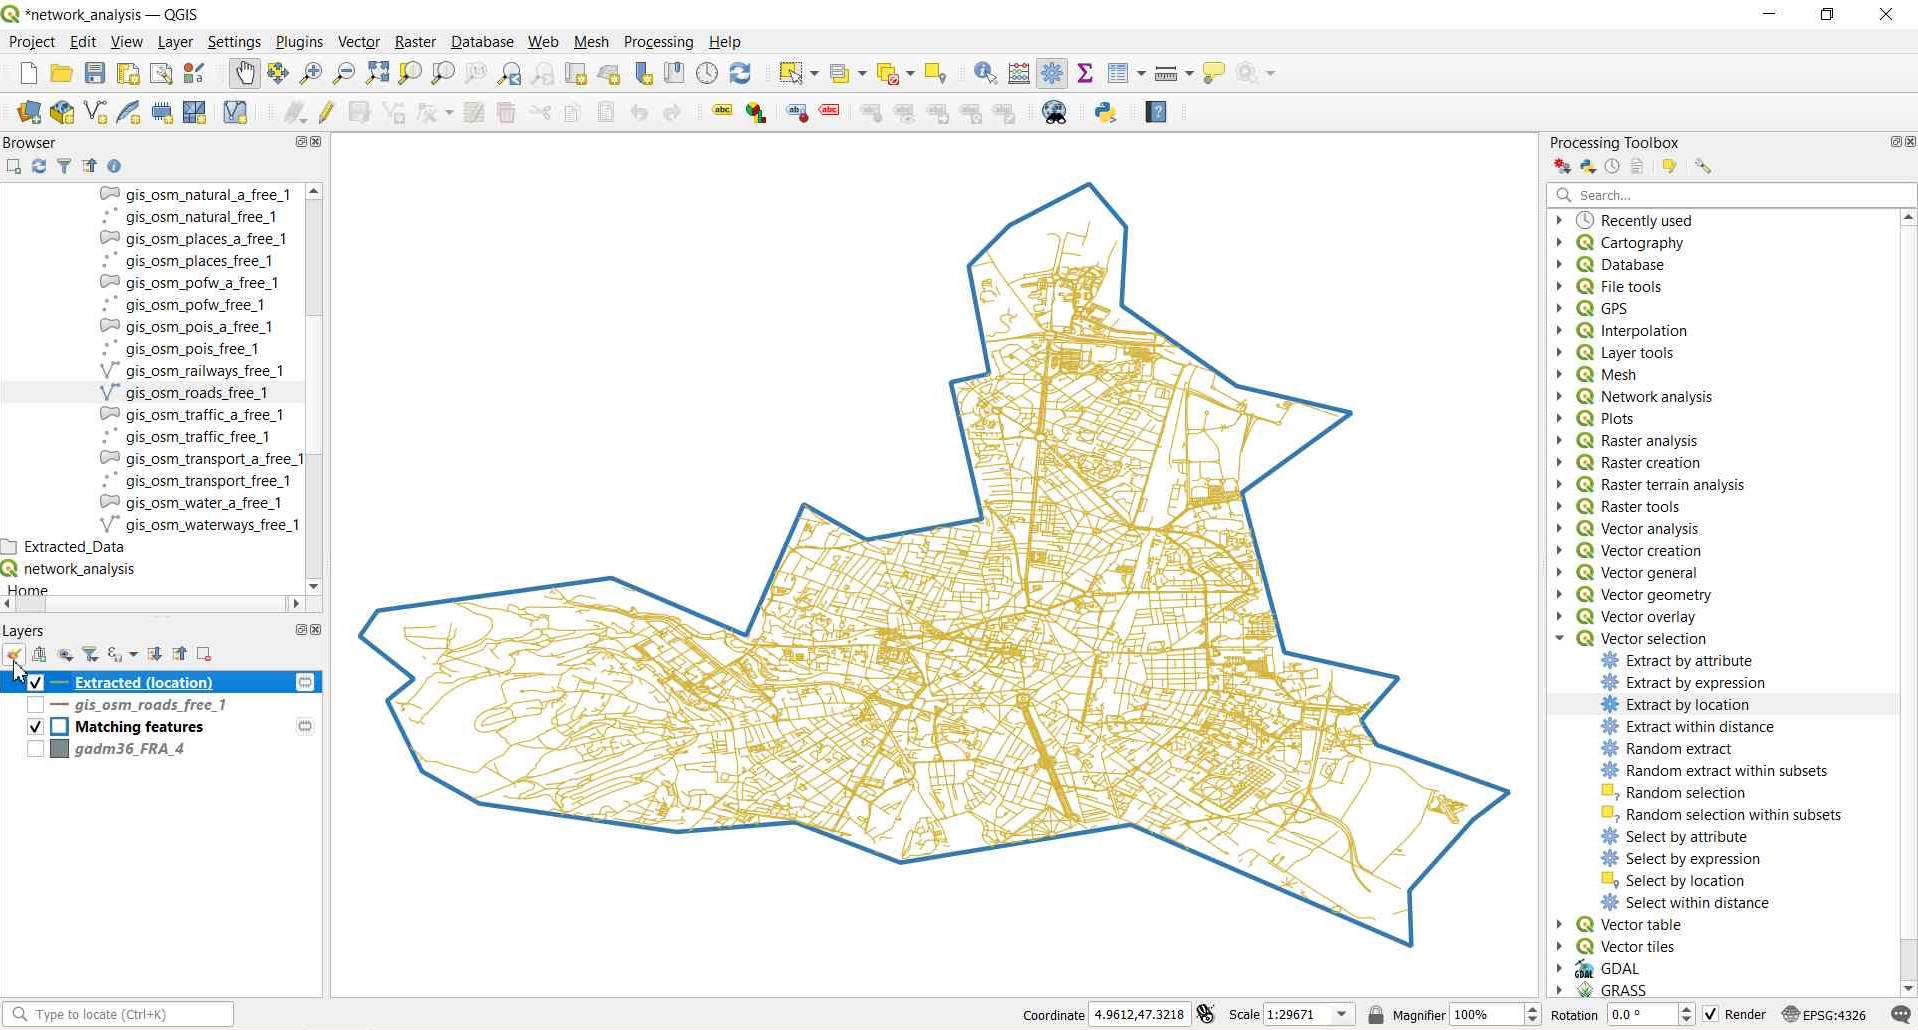 *network_analysis — QGIS
Project Edit View Layer Settings Plugins Vector Raster Database Web Mesh Processing Help
Browser
gis_osm_natural_a_free_1
gis_osm_natural_free_1
gis_osm_places_a_free_1
gis_osm_places_free_1
gis_osm_pofw_a_free_1
gis_osm_pofw_free_1
gis_osm_pois_a_free_1
gis_osm_pois_free_1
gis_osm_railways_free_1
gis_osm_roads_free_1
gis_osm_traffic_a_free_1
gis_osm_traffic_free_1
gis_osm_transport_a_free_1
gis_osm_transport_free_1
gis_osm_water_a_free_1
gis_osm_waterways_free_1
Extracted_Data
network_analysis
Home
Layers
Extracted (location)
gis_osm_roads_free_1
Matching features
gadm36_FRA_4
Processing Toolbox
Search...
Recently used
Cartography
Database
File tools
GPS
Interpolation
Layer tools
Mesh
Network analysis
Plots
Raster analysis
Raster creation
Raster terrain analysis
Raster tools
Vector analysis
Vector creation
Vector general
Vector geometry
Vector overlay
Vector selection
Extract by attribute
Extract by expression
Extract by location
Extract within distance
Random extract
Random extract within subsets
Random selection
Random selection within subsets
Select by attribute
Select by expression
Select by location
Select within distance
Vector table
Vector tiles
GDAL
GRASS
Type to locate (Ctrl+K) Coordinate 4.9612,47.3218 Scale 1:29671 Magnifier 100% Rotation 0.0 ° Render EPSG:4326